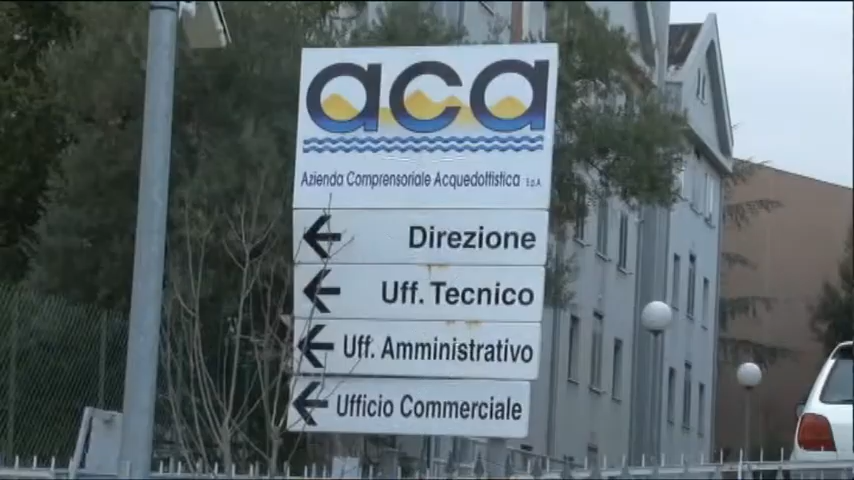 aca
Azienda Comprensoriale Acquedottistica S.p.A.
Direzione
Uff. Tecnico
Uff. Amministrativo
Ufficio Commerciale